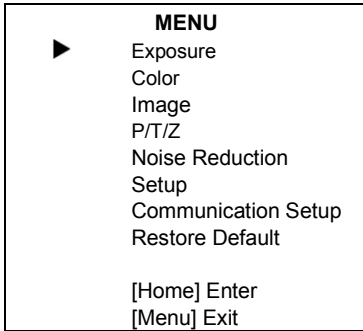 MENU
Exposure
Color
Image
P/T/Z
Noise Reduction
Setup
Communication Setup
Restore Default
[Home] Enter
[Menu] Exit